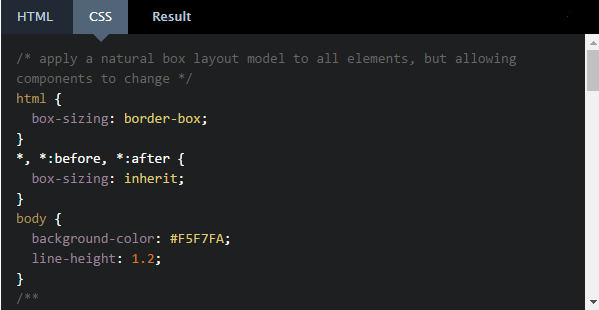 HTML CSS Result
/* apply a natural box layout model to all elements, but allowing
components to change */
html {
  box-sizing: border-box;
}
*, *:before, *:after {
  box-sizing: inherit;
}
body {
  background-color: #F5F7FA;
  line-height: 1.2;
}
/**